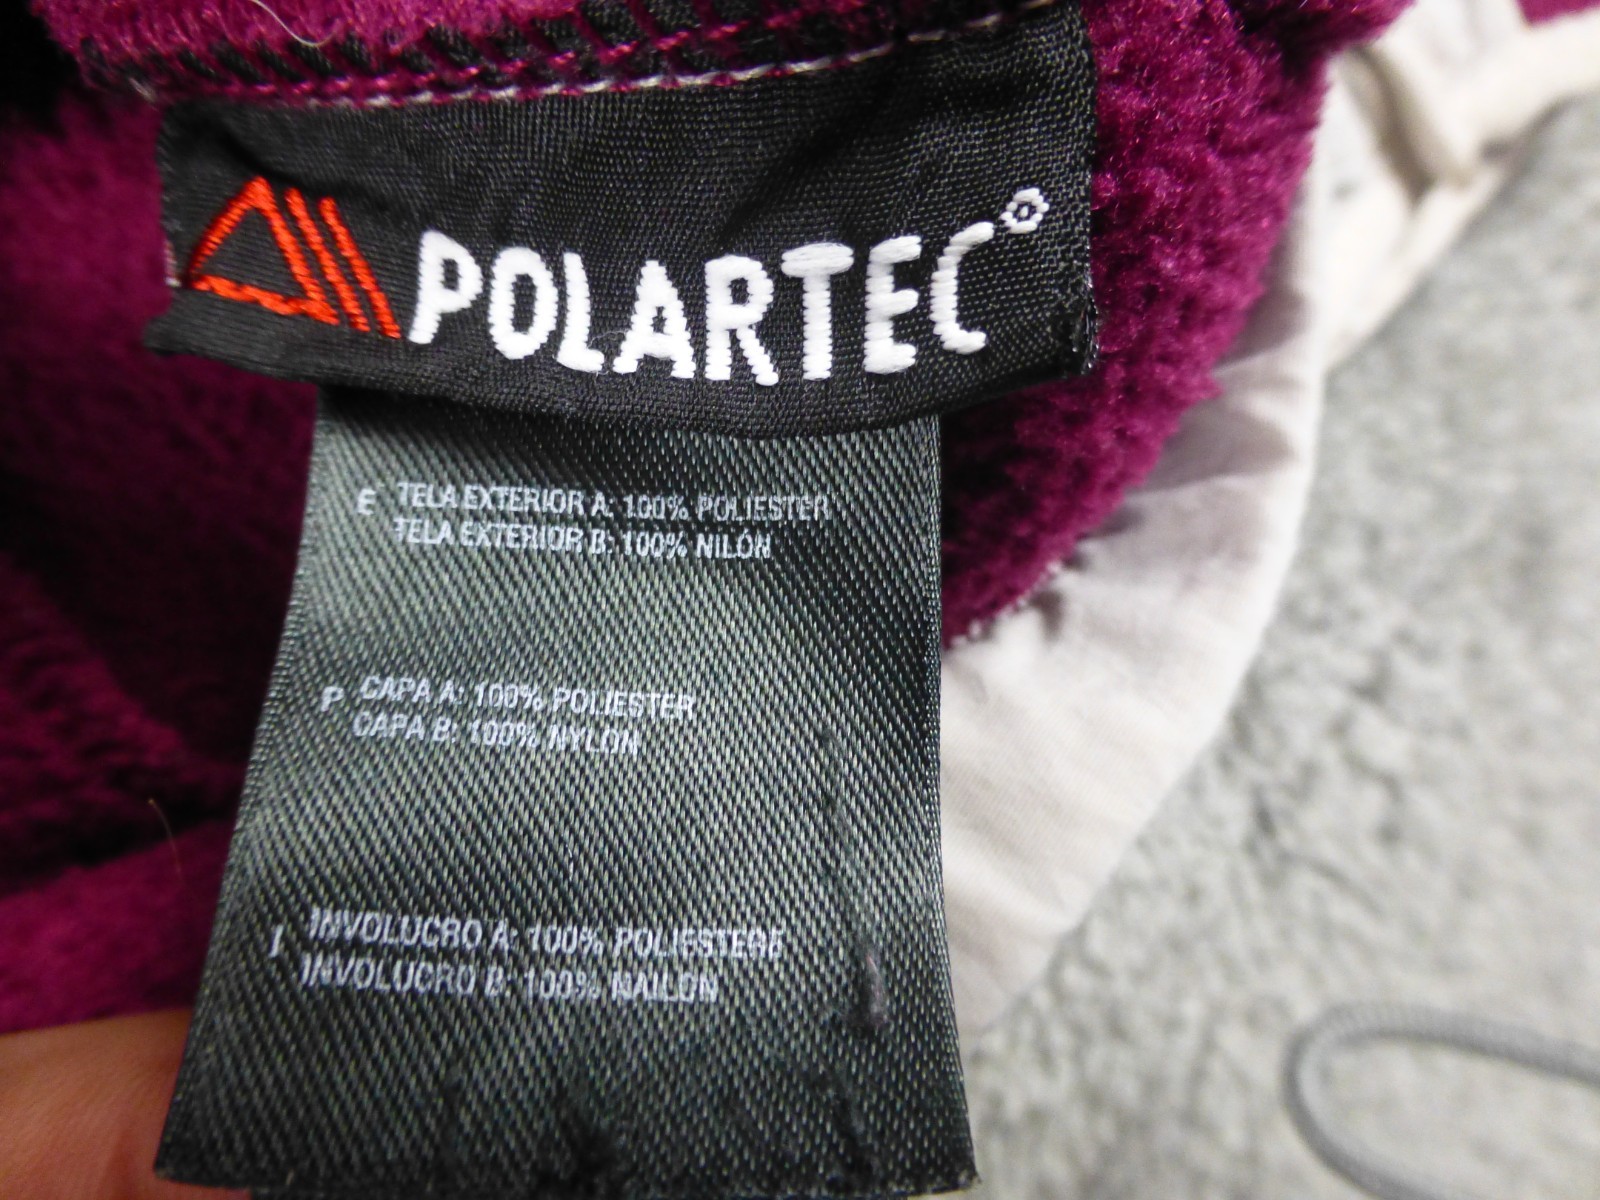 POLARTEC®
E TELA EXTERIOR A: 100% POLIESTER
TELA EXTERIOR B: 100% NILÓN
P CAPA A: 100% POLIESTER
CAPA B: 100% NYLON
I INVOLUCRO A: 100% POLIESTERE
INVOLUCRO B: 100% NAILON